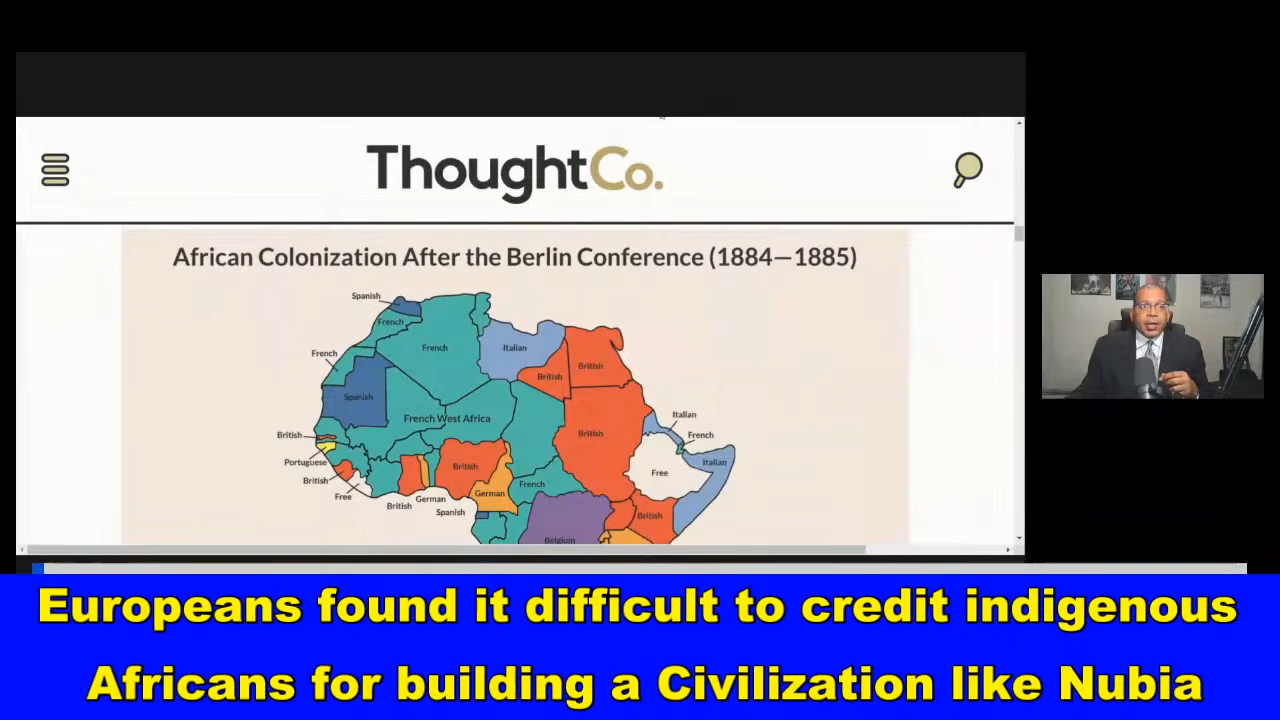 ThoughtCo.
African Colonization After the Berlin Conference (1884—1885)
Spanish
French
French
French
Italian
British
British
Spanish
French West Africa
British
Italian
French
Italian
British
Portuguese
British
Free
British
German
Spanish
British
German
French
Free
British
Belgium
Europeans found it difficult to credit indigenous
Africans for building a Civilization like Nubia